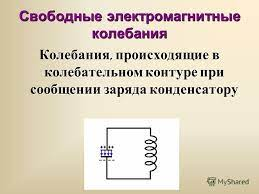 Свободные электромагнитные
колебания
Колебания, происходящие в
колебательном контуре при
сообщении заряда конденсатору
MyShared